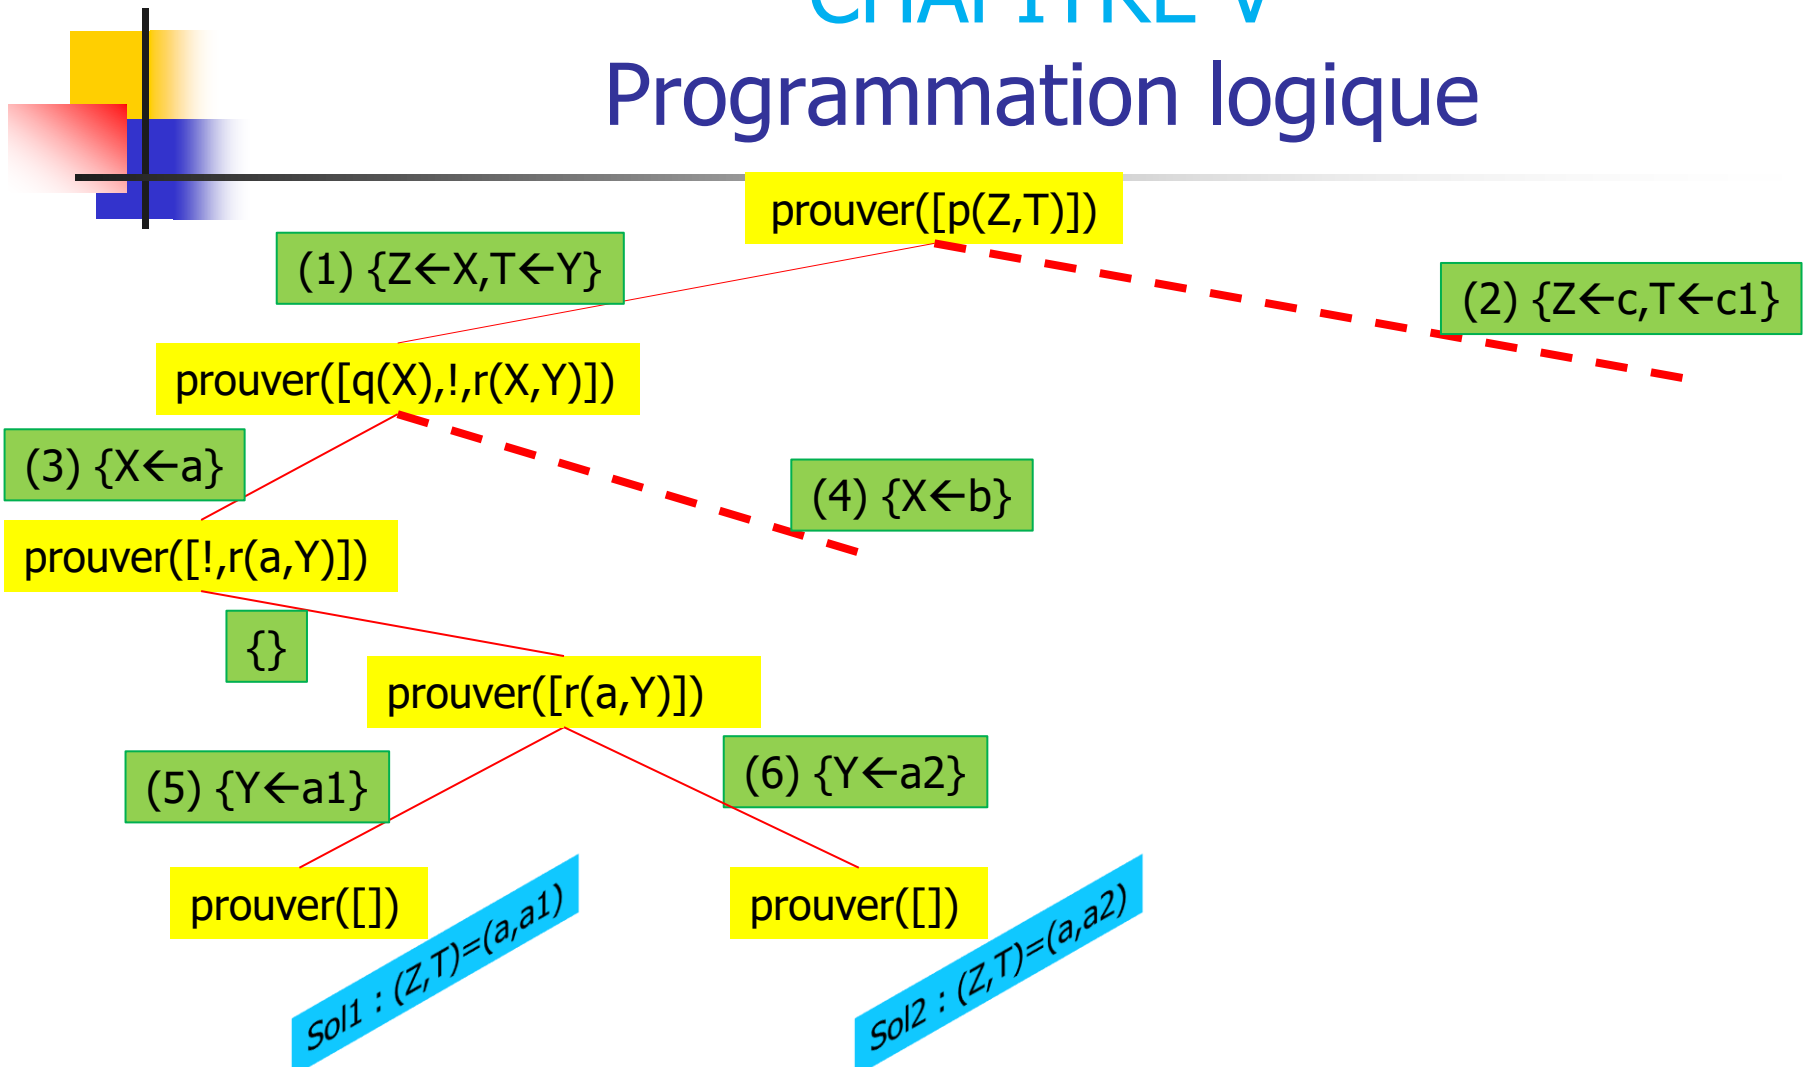 CHAPITRE V
Programmation logique
prouver([p(Z,T)])
(1) {Z←X,T←Y}
(2) {Z←c,T←c1}
prouver([q(X),!,r(X,Y)])
(3) {X←a}
(4) {X←b}
prouver([!,r(a,Y)])
{}
prouver([r(a,Y)])
(5) {Y←a1}
(6) {Y←a2}
prouver([])
Sol1 : (Z,T)=(a,a1)
prouver([])
Sol2 : (Z,T)=(a,a2)